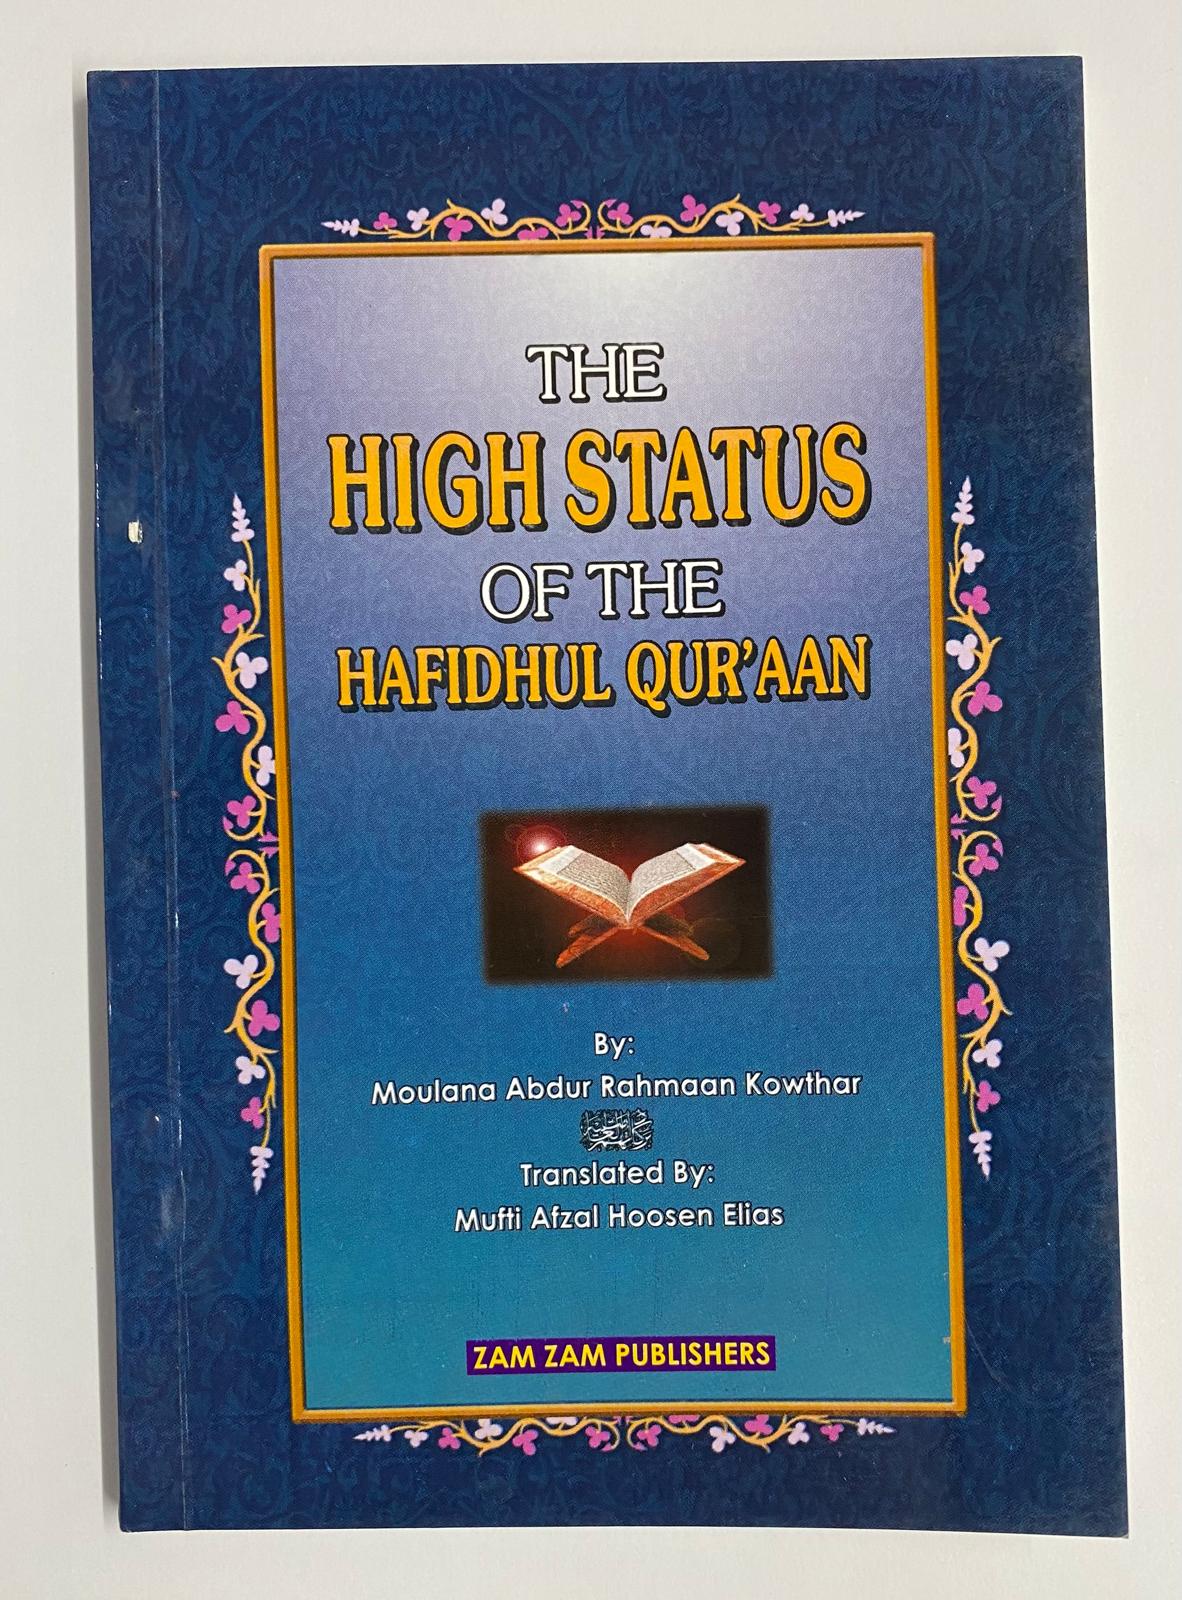 THE
HIGH STATUS
OF THE
HAFIDHUL QUR'AAN
By:
Moulana Abdur Rahmaan Kowthar
Translated By:
Mufti Afzal Hoosen Elias
ZAM ZAM PUBLISHERS